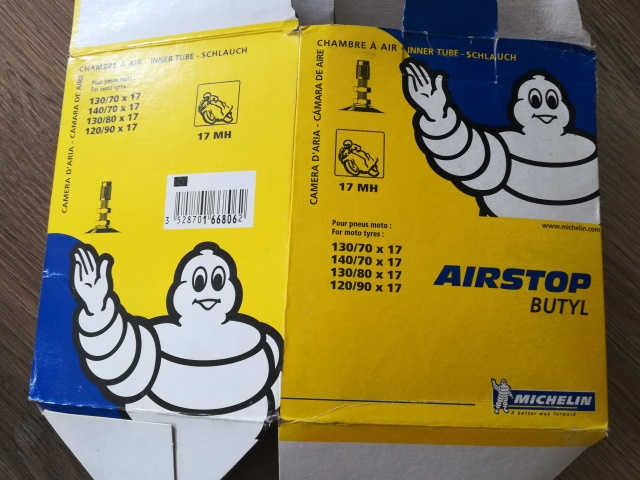 CHAMBRE À AIR - INNER TUBE - SCHLAUCH
CAMERA D'ARIA - CÁMARA DE AIRE
Pour pneus moto :
For moto tyres :
130/70 x 17
140/70 x 17
130/80 x 17
120/90 x 17
17 MH
3 528701 668062
CHAMBRE À AIR - INNER TUBE - SCHLAUCH
CAMERA D'ARIA - CÁMARA DE AIRE
17 MH
www.michelin.com
Pour pneus moto :
For moto tyres :
130/70 x 17
140/70 x 17
130/80 x 17
120/90 x 17
AIRSTOP
BUTYL
MICHELIN
A better way forward